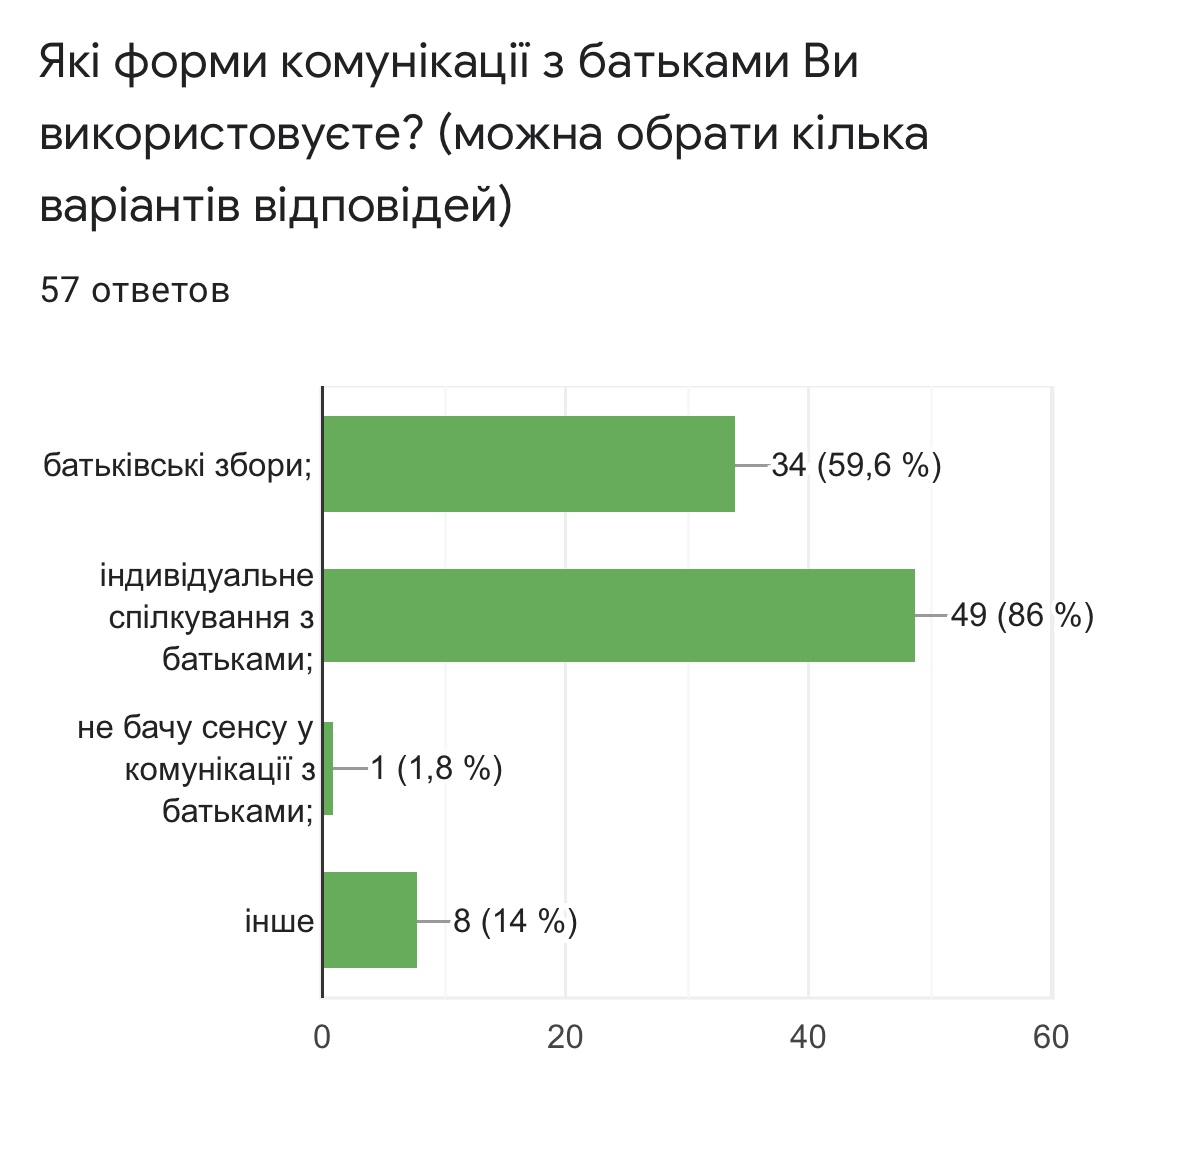 Які форми комунікації з батьками Ви
використовуєте? (можна обрати кілька
варіантів відповідей)
57 ответов
батьківські збори;
34 (59,6 %)
індивідуальне
спілкування з
батьками;
49 (86 %)
не бачу сенсу у
комунікації з
батьками;
1 (1,8 %)
інше
8 (14 %)
0 20 40 60